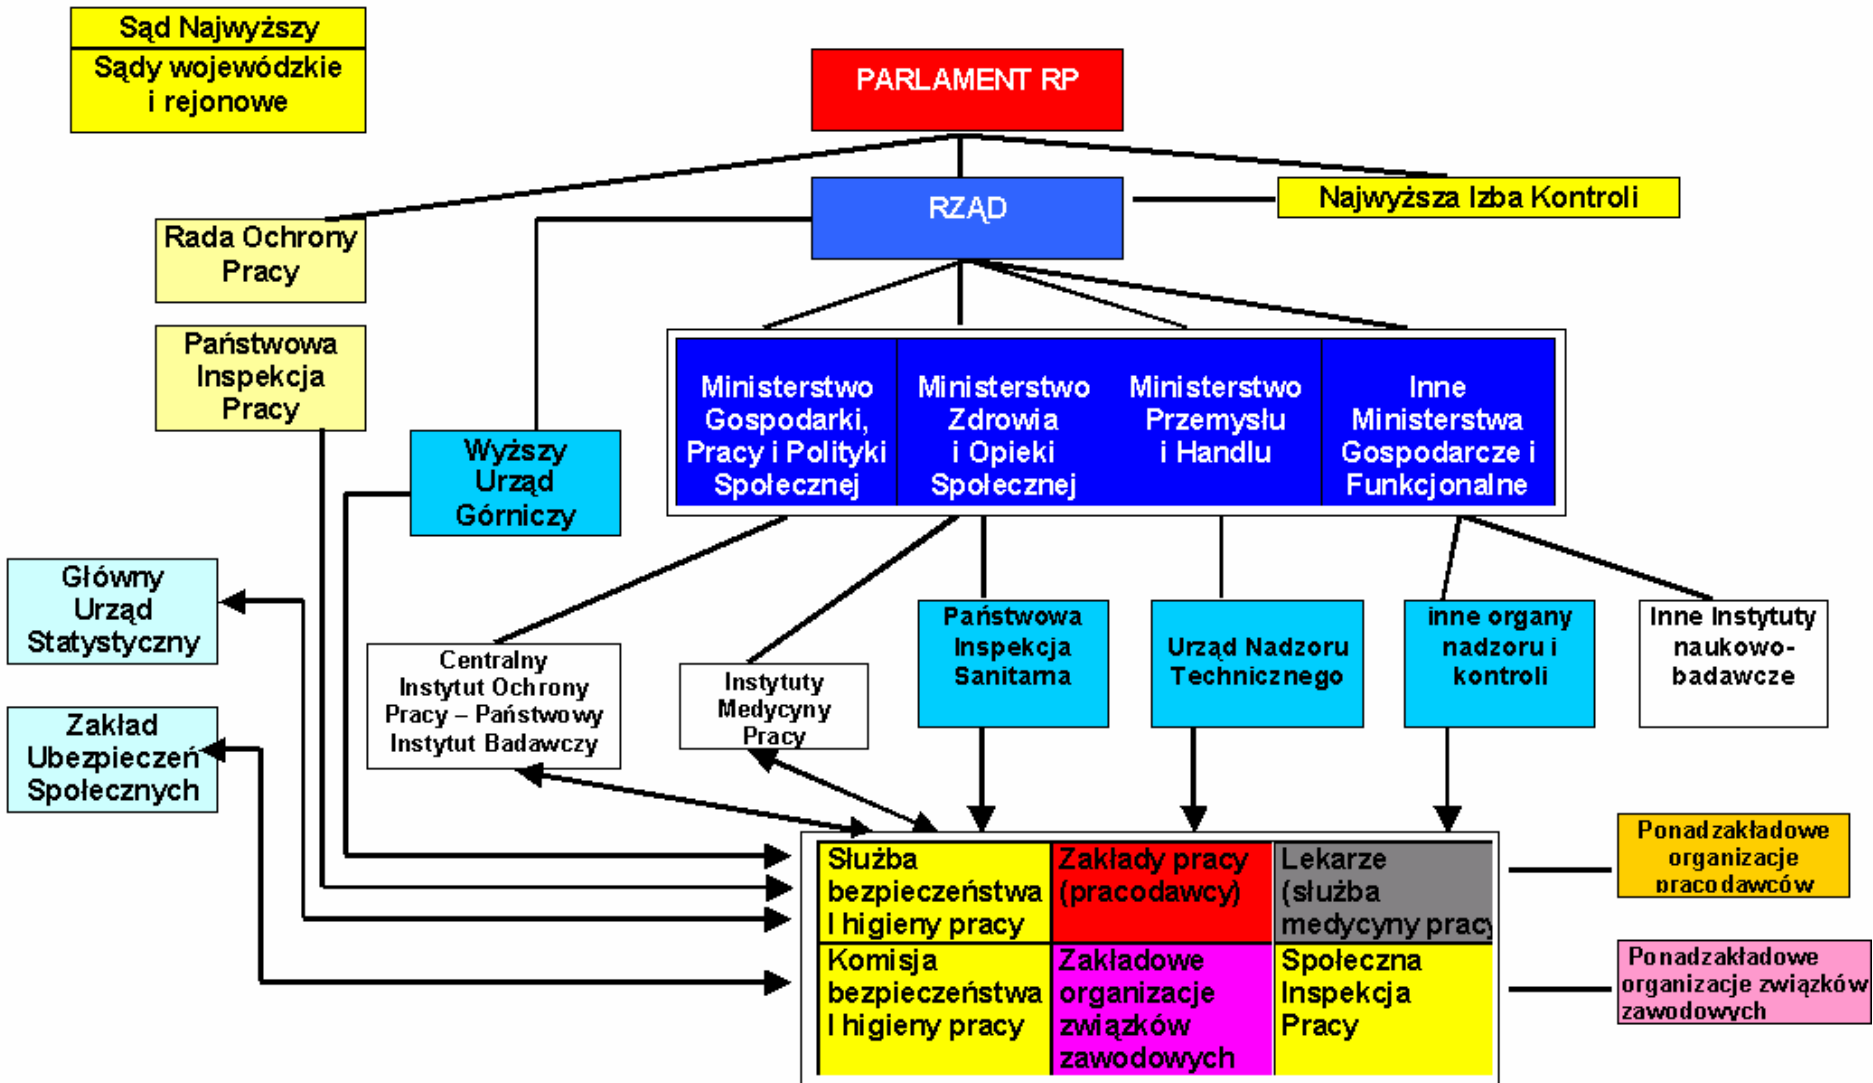 Sąd Najwyższy
Sądy wojewódzkie
i rejonowe
PARLAMENT RP
RZĄD
Najwyższa Izba Kontroli
Rada Ochrony
Pracy
Państwowa
Inspekcja
Pracy
Wyższy
Urząd
Górniczy
Ministerstwo
Gospodarki,
Pracy i Polityki
Społecznej
Ministerstwo
Zdrowia
i Opieki
Społecznej
Ministerstwo
Przemysłu
i Handlu
Inne
Ministerstwa
Gospodarcze i
Funkcjonalne
Główny
Urząd
Statystyczny
Zakład
Ubezpieczeń
Społecznych
Centralny
Instytut Ochrony
Pracy – Państwowy
Instytut Badawczy
Instytuty
Medycyny
Pracy
Państwowa
Inspekcja
Sanitarna
Urząd Nadzoru
Technicznego
inne organy
nadzoru i
kontroli
Inne Instytuty
naukowo-
badawcze
Służba
bezpieczeństwa
I higieny pracy
Zakłady pracy
(pracodawcy)
Lekarze
(służba
medycyny pracy
Komisja
bezpieczeństwa
I higieny pracy
Zakładowe
organizacje
związków
zawodowych
Społeczna
Inspekcja
Pracy
Ponadzakładowe
organizacje
pracodawców
Ponadzakładowe
organizacje związków
zawodowych